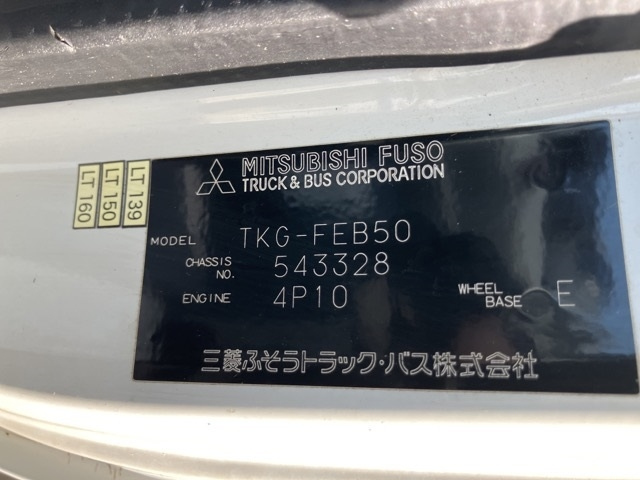 LT 160
LT 150
LT 139
MITSUBISHI FUSO
TRUCK & BUS CORPORATION
MODEL TKG-FEB50
CHASSIS NO. 543328
ENGINE 4P10
WHEEL BASE E
三菱ふそうトラック・バス株式会社